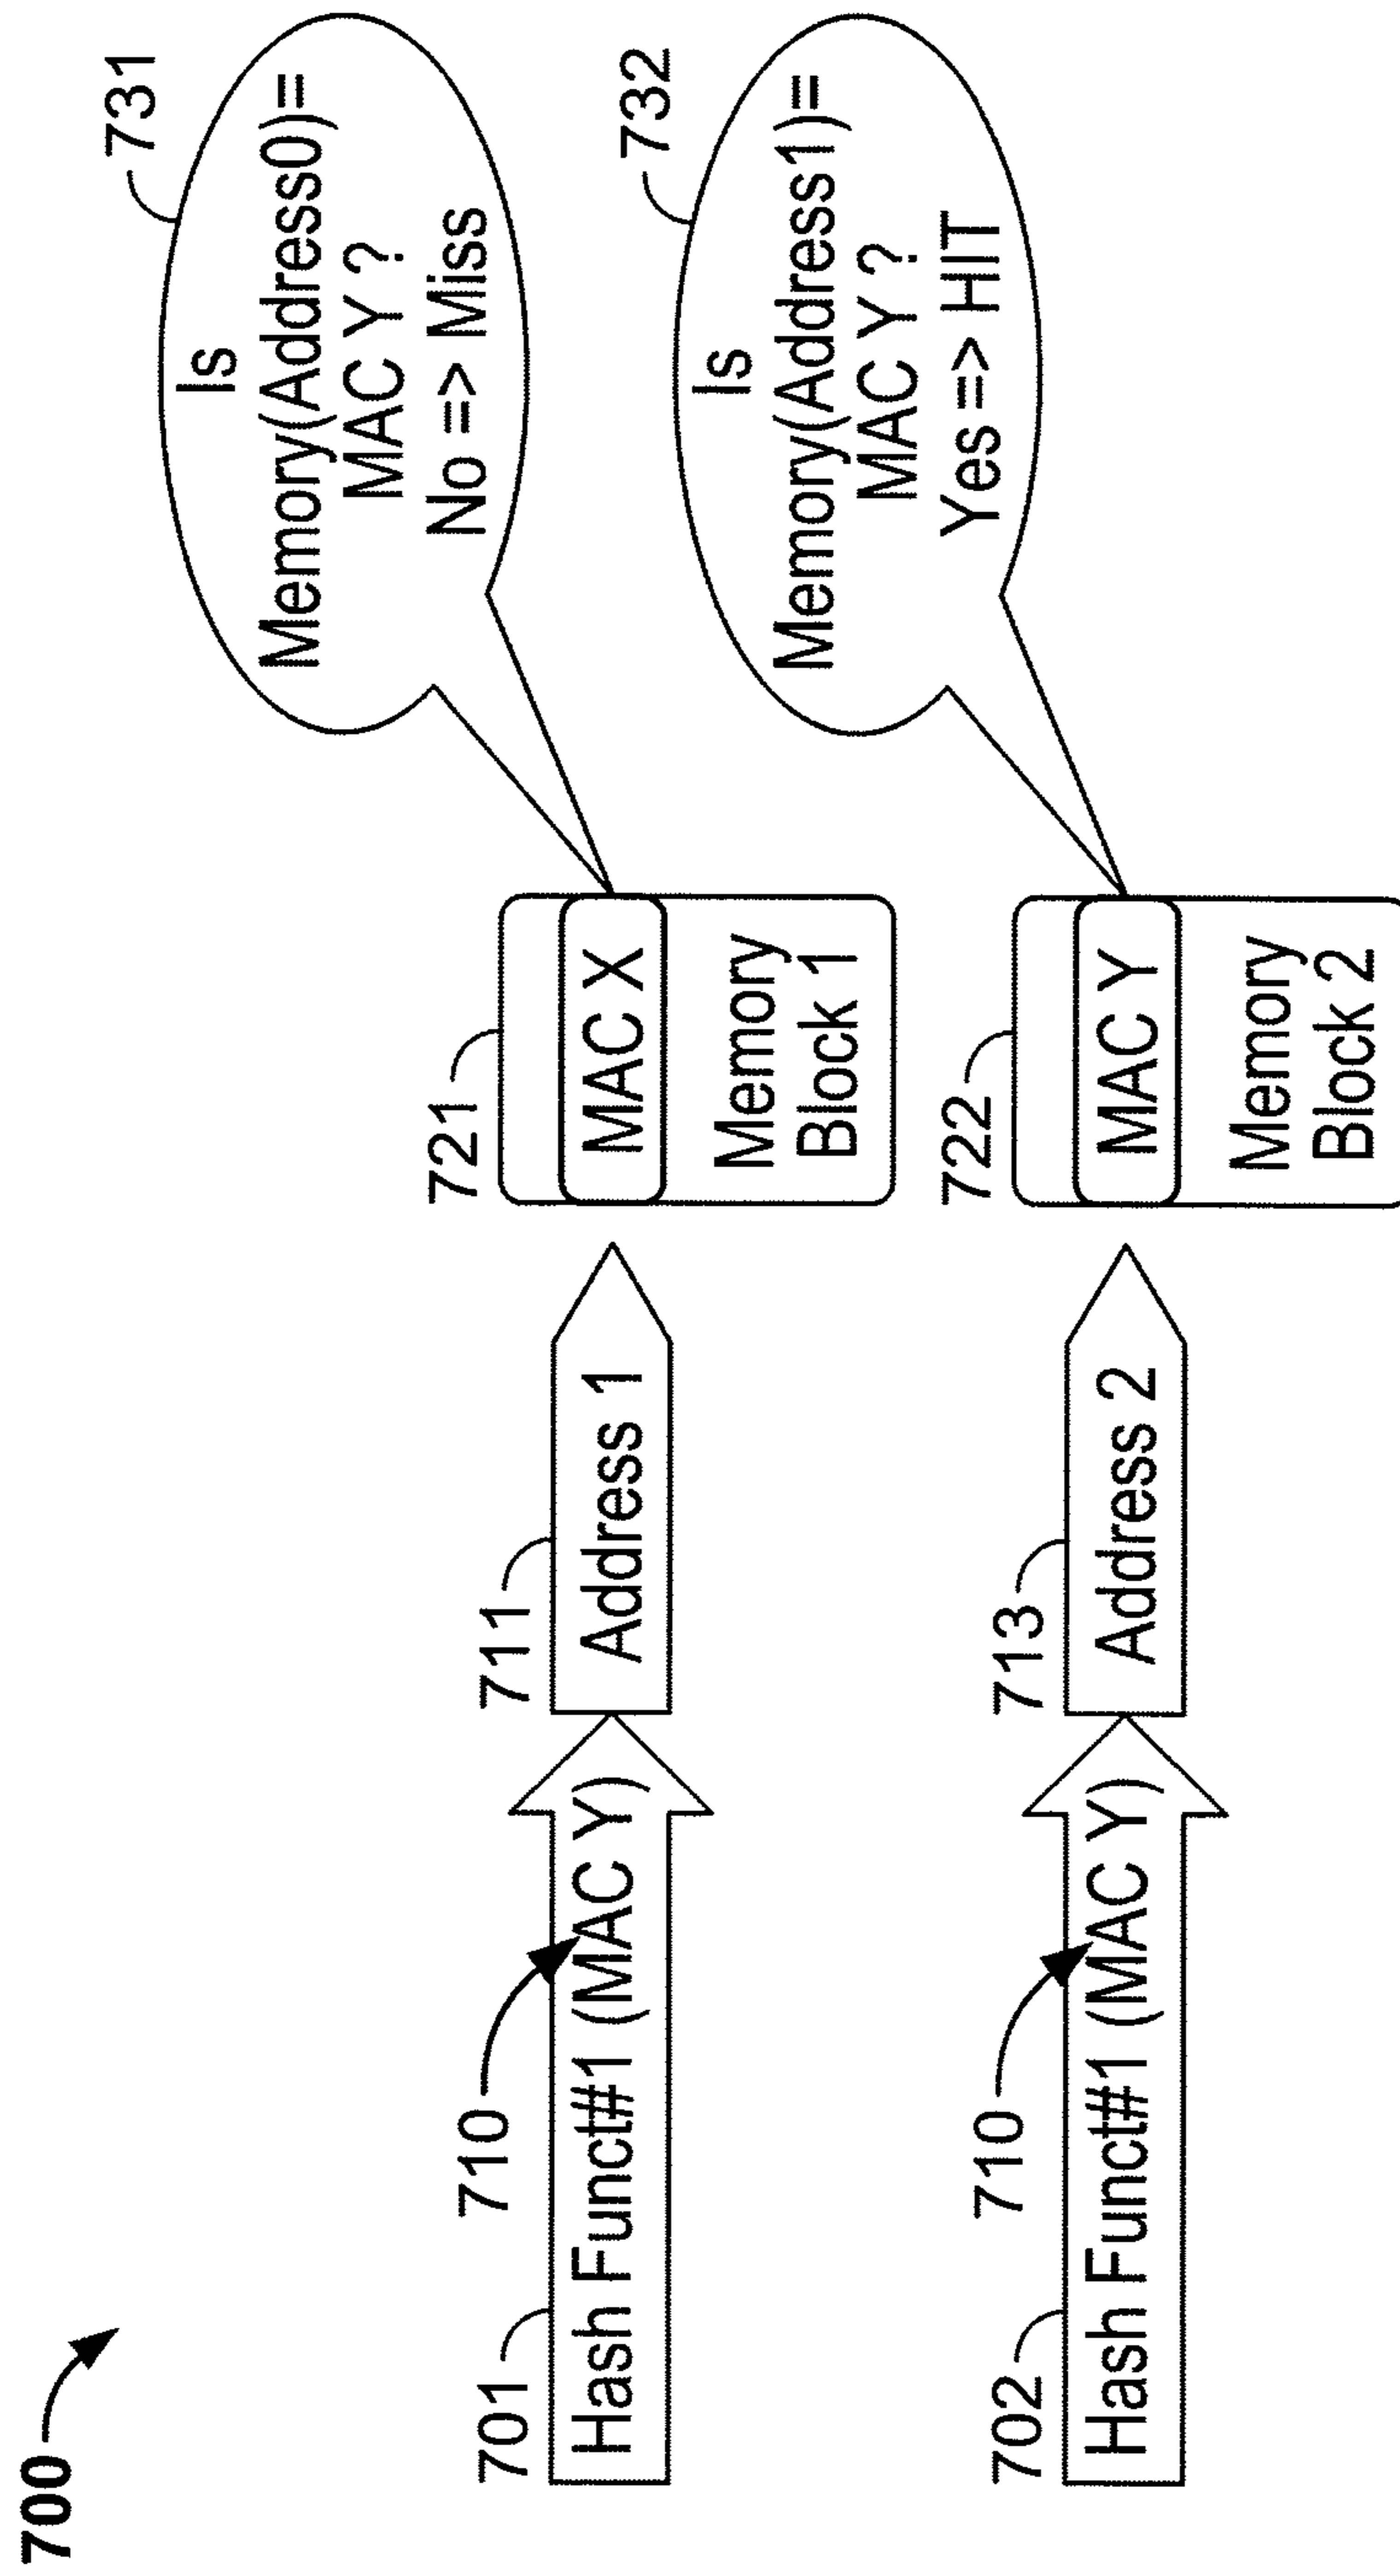 700
731
Is
Memory(Address0)=
MAC Y ?
No => Miss
701
710
711
721
Hash Funct#1 (MAC Y)
Address 1
MAC X
Memory
Block 1
732
Is
Memory(Address1)=
MAC Y ?
Yes => HIT
702
710
713
722
Hash Funct#1 (MAC Y)
Address 2
MAC Y
Memory
Block 2